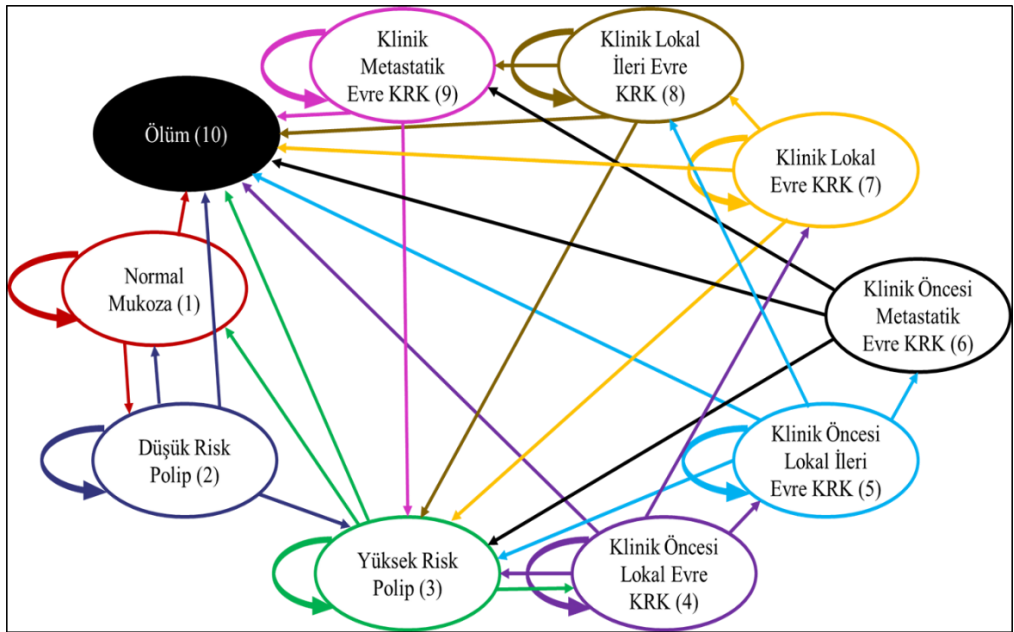 Klinik
Metastatik
Evre KRK (9)
Klinik Lokal
İleri Evre
KRK (8)
Ölüm (10)
Klinik Lokal
Evre KRK (7)
Normal
Mukoza (1)
Klinik Öncesi
Metastatik
Evre KRK (6)
Düşük Risk
Polip (2)
Klinik Öncesi
Lokal İleri
Evre KRK (5)
Yüksek Risk
Polip (3)
Klinik Öncesi
Lokal Evre
KRK (4)